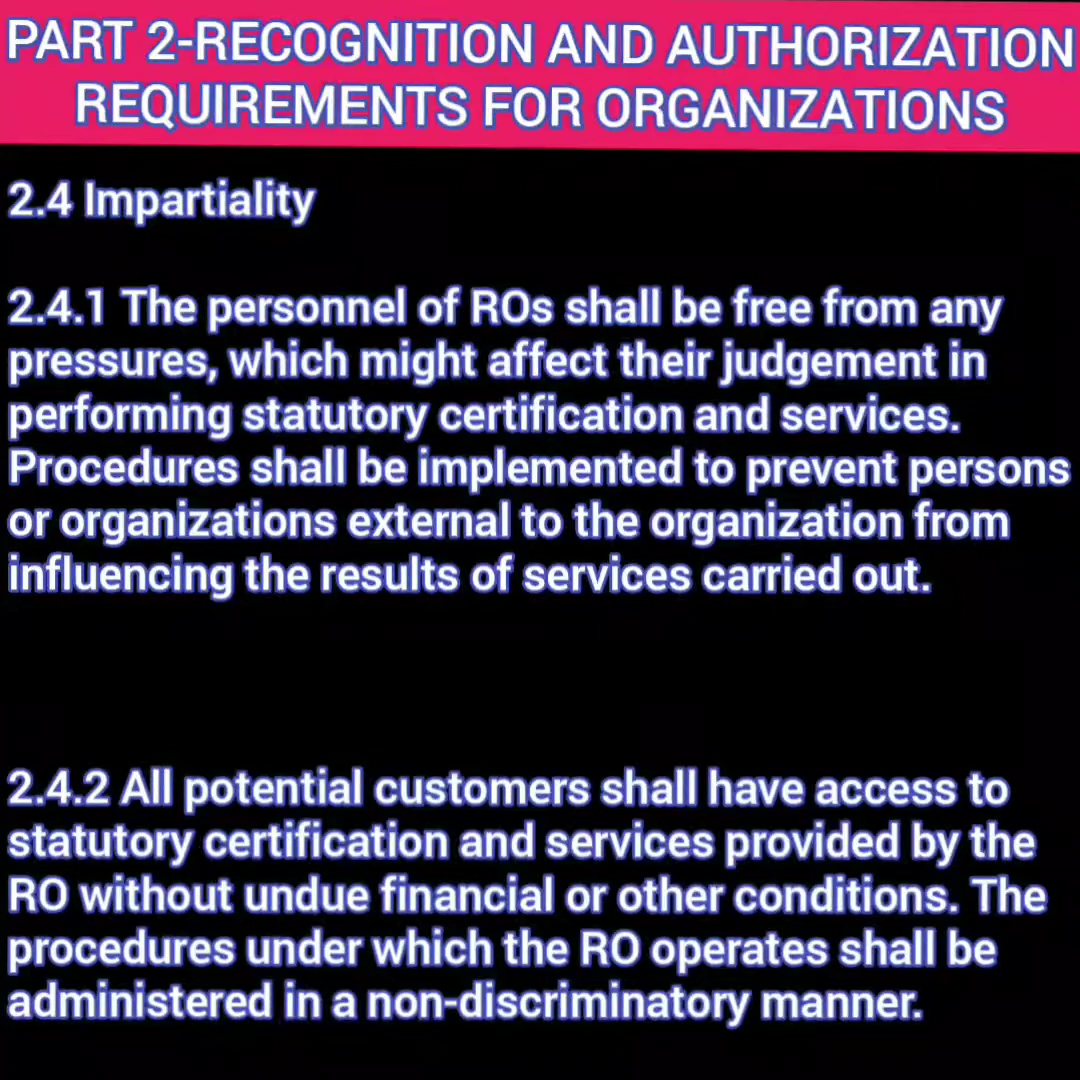 PART 2-RECOGNITION AND AUTHORIZATION
REQUIREMENTS FOR ORGANIZATIONS
2.4 Impartiality
2.4.1 The personnel of ROs shall be free from any
pressures, which might affect their judgement in
performing statutory certification and services.
Procedures shall be implemented to prevent persons
or organizations external to the organization from
influencing the results of services carried out.
2.4.2 All potential customers shall have access to
statutory certification and services provided by the
RO without undue financial or other conditions. The
procedures under which the RO operates shall be
administered in a non-discriminatory manner.